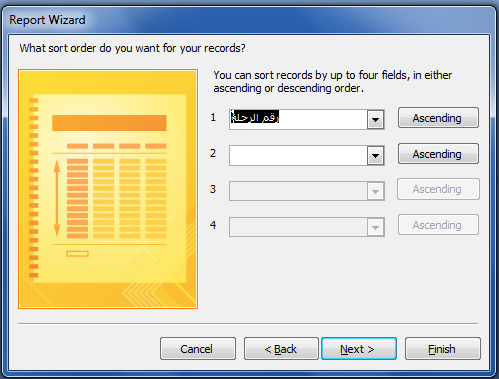 Report Wizard
What sort order do you want for your records?
You can sort records by up to four fields, in either
ascending or descending order.
1 رقم الرحلة Ascending
2 Ascending
3 Ascending
4 Ascending
Cancel < Back Next > Finish